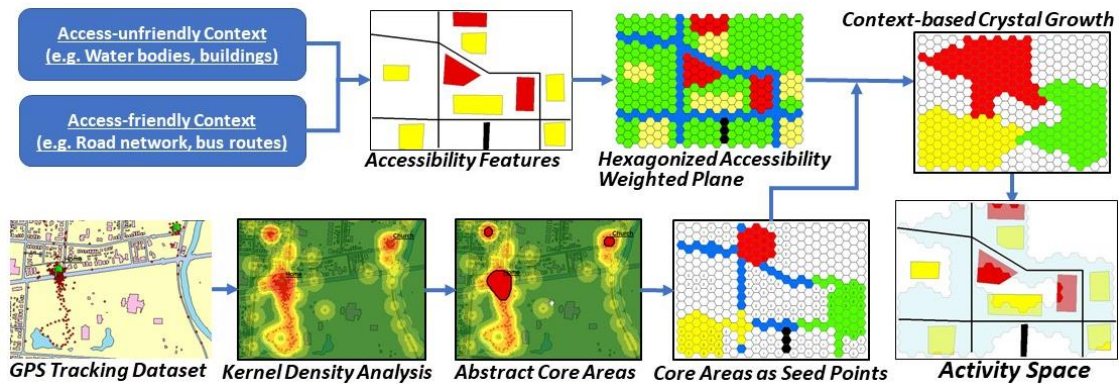 Access-unfriendly Context
(e.g. Water bodies, buildings)
Access-friendly Context
(e.g. Road network, bus routes)
Accessibility Features
Hexagonized Accessibility
Weighted Plane
Context-based Crystal Growth
GPS Tracking Dataset
Kernel Density Analysis
Church
Abstract Core Areas
Core Areas as Seed Points
Activity Space